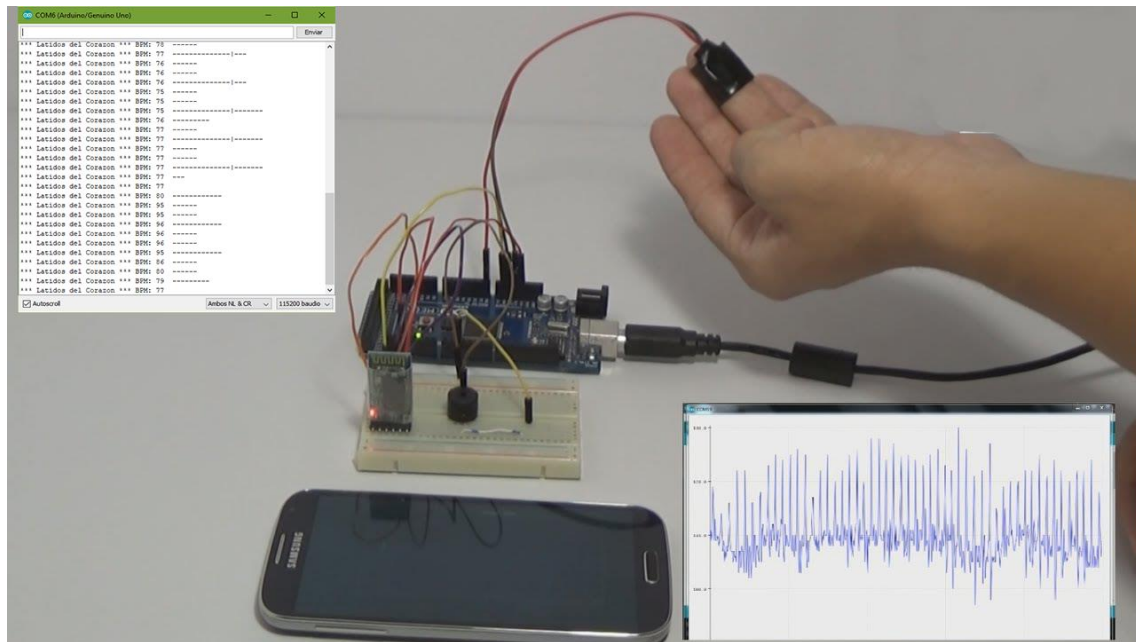 COM6 (Arduino/Genuino Uno)
Enviar
*** Latidos del Corazon *** BPM: 78 ------
*** Latidos del Corazon *** BPM: 77 --------------|---
*** Latidos del Corazon *** BPM: 76 ------
*** Latidos del Corazon *** BPM: 76 ------
*** Latidos del Corazon *** BPM: 76 --------------|---
*** Latidos del Corazon *** BPM: 75 ------
*** Latidos del Corazon *** BPM: 75 ------
*** Latidos del Corazon *** BPM: 75 --------------|-------
*** Latidos del Corazon *** BPM: 76 ---------
*** Latidos del Corazon *** BPM: 77 ------
*** Latidos del Corazon *** BPM: 77 --------------|-------
*** Latidos del Corazon *** BPM: 77 ------
*** Latidos del Corazon *** BPM: 77 ------
*** Latidos del Corazon *** BPM: 77 --------------|-------
*** Latidos del Corazon *** BPM: 77 ---
*** Latidos del Corazon *** BPM: 77
*** Latidos del Corazon *** BPM: 80 ------------
*** Latidos del Corazon *** BPM: 95 ------
*** Latidos del Corazon *** BPM: 95 ------
*** Latidos del Corazon *** BPM: 96 ------------
*** Latidos del Corazon *** BPM: 96 ------
*** Latidos del Corazon *** BPM: 96 ------
*** Latidos del Corazon *** BPM: 95 ------------
*** Latidos del Corazon *** BPM: 86 ------
*** Latidos del Corazon *** BPM: 80 ------
*** Latidos del Corazon *** BPM: 79 ---------
*** Latidos del Corazon *** BPM: 77
Autoscroll
Ambos NL & CR
115200 baudio
SAMSUNG